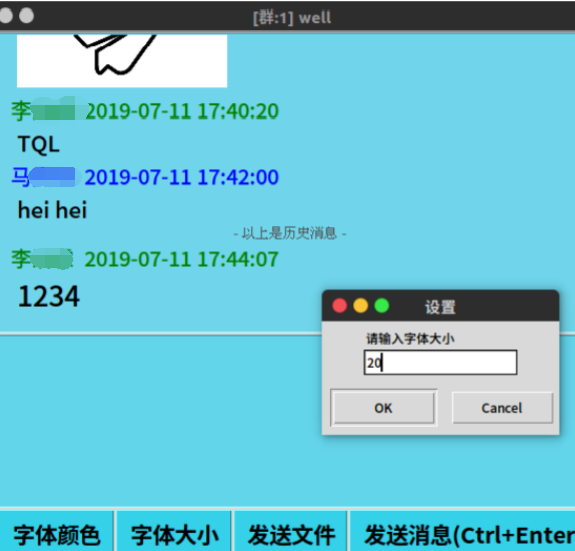 [群:1] well
李 2019-07-11 17:40:20
TQL
马 2019-07-11 17:42:00
hei hei
- 以上是历史消息 -
李 2019-07-11 17:44:07
1234
设置
请输入字体大小
20
OK Cancel
字体颜色 字体大小 发送文件 发送消息(Ctrl+Enter